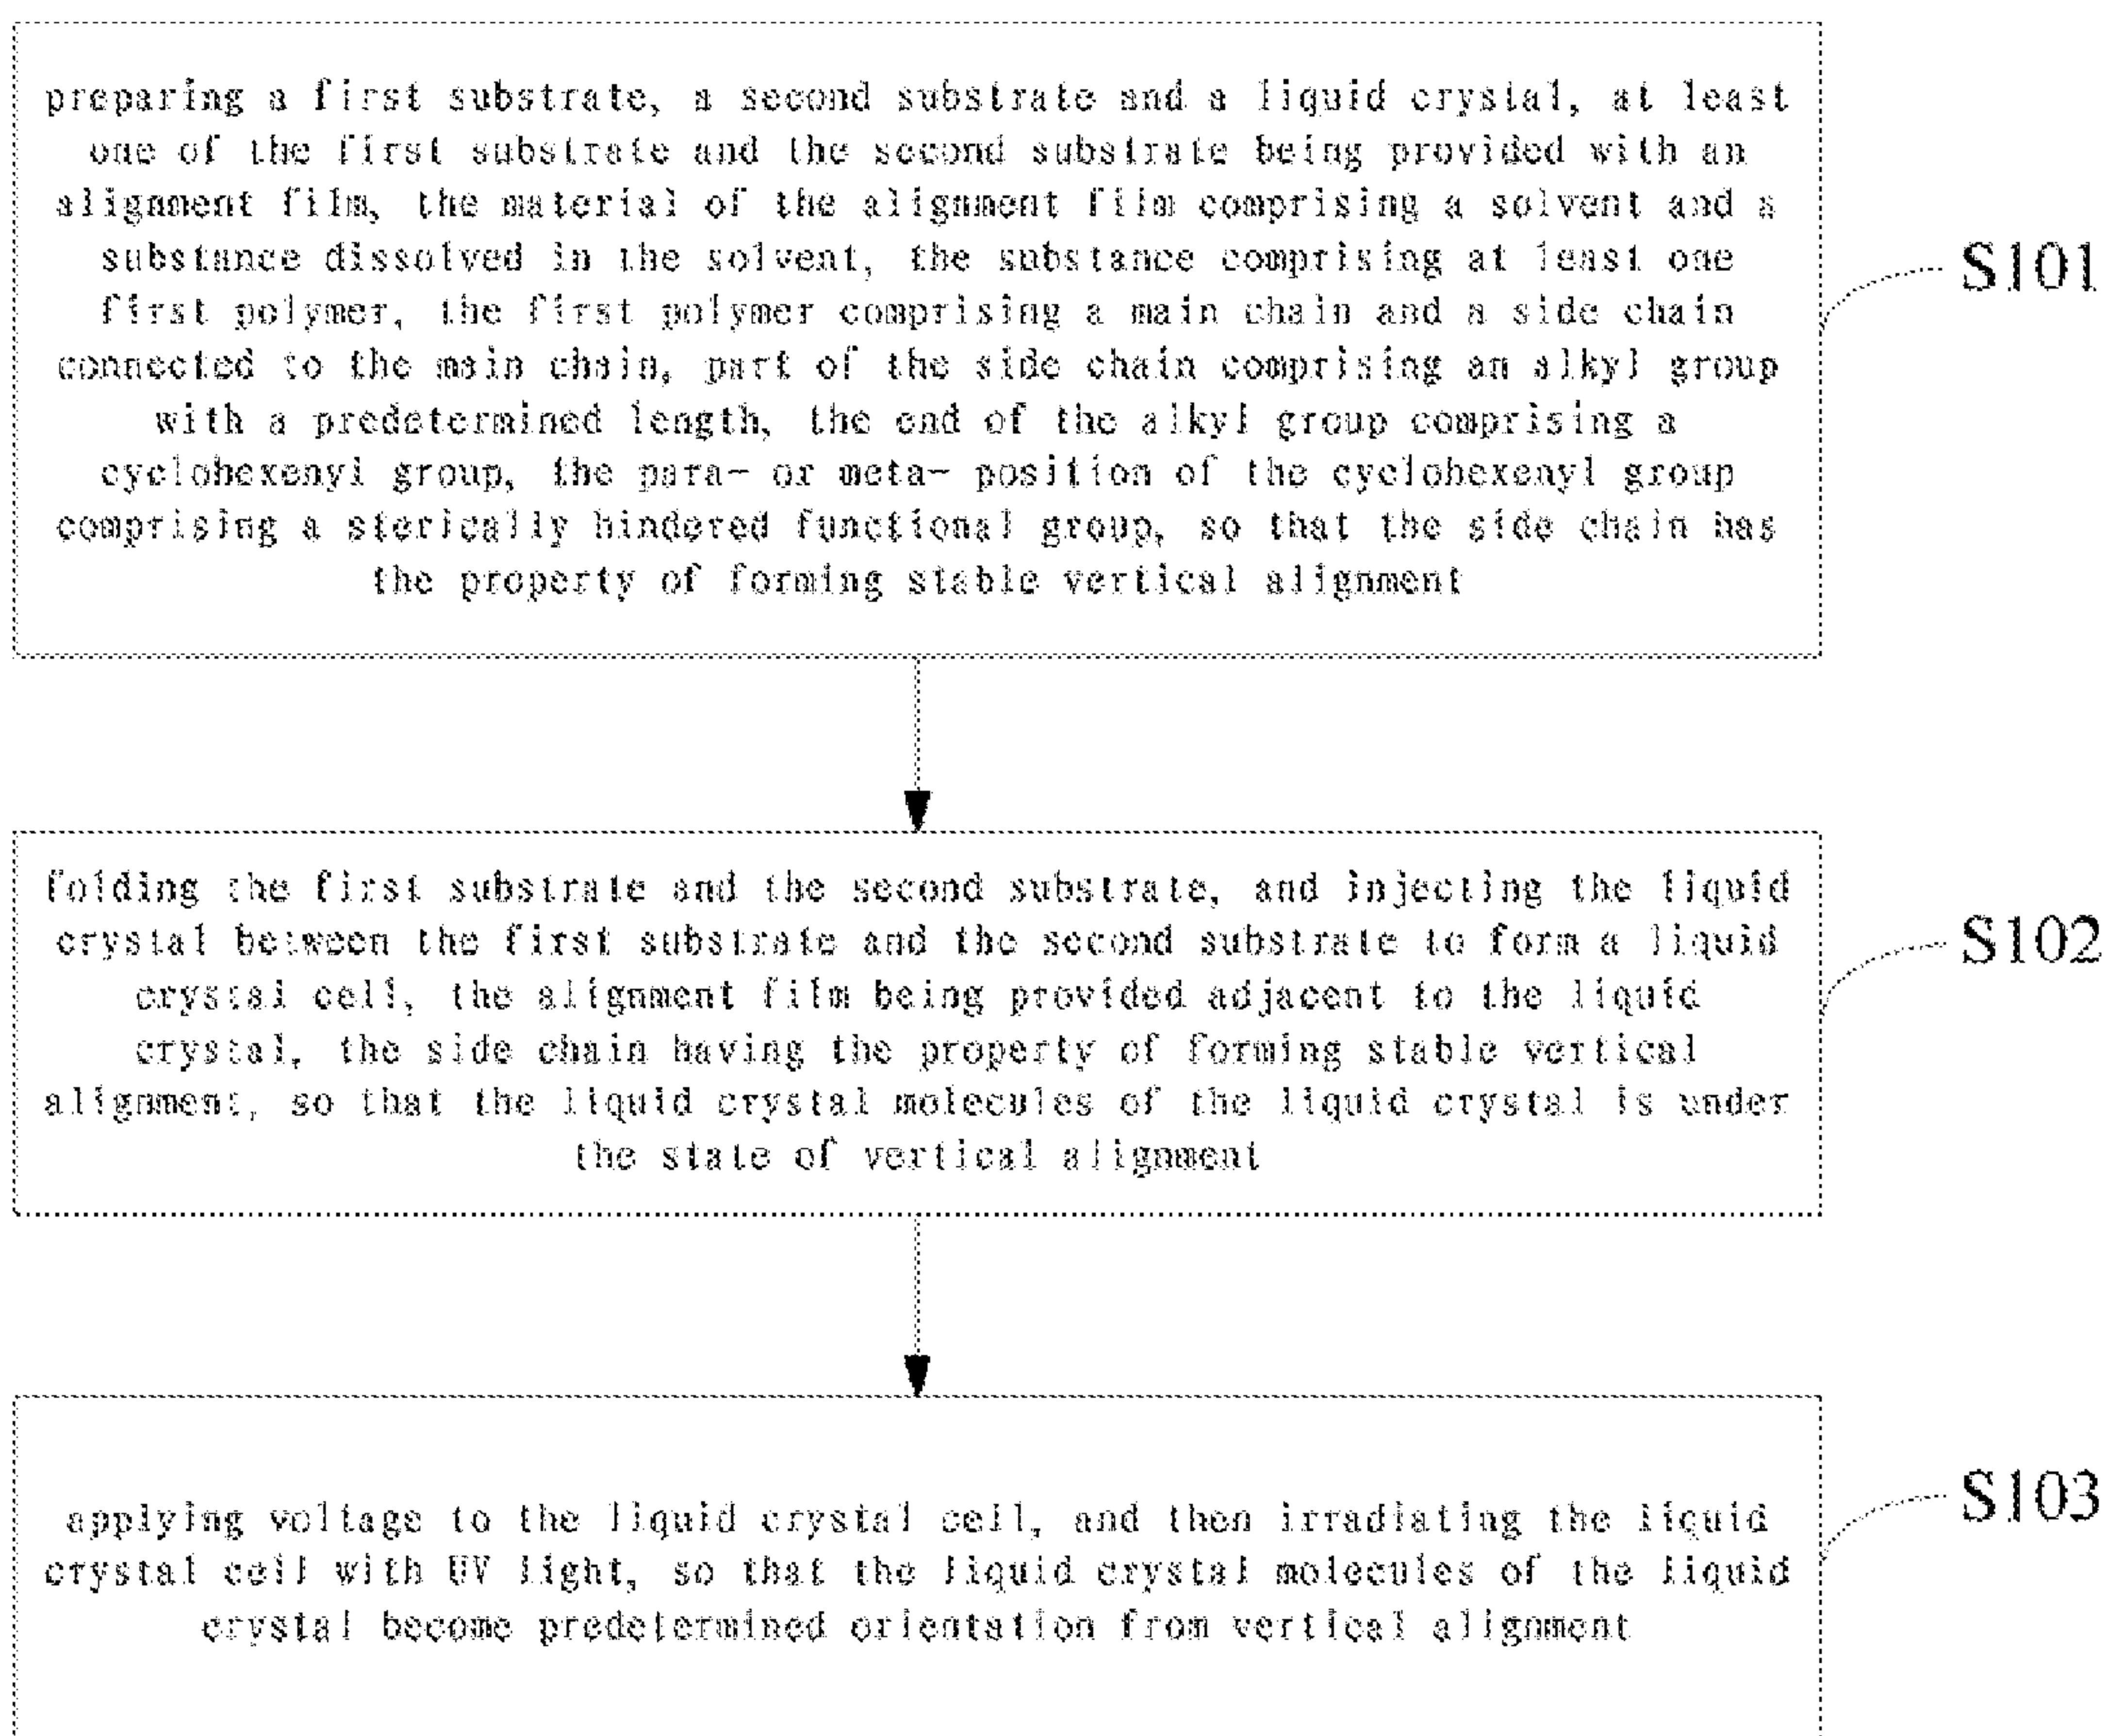 preparing a first substrate, a second substrate and a liquid crystal, at least
one of the first substrate and the second substrate being provided with an
alignment film, the material of the alignment film comprising a solvent and a
substance dissolved in the solvent, the substance comprising at least one
first polymer, the first polymer comprising a main chain and a side chain
connected to the main chain, part of the side chain comprising an alkyl group
with a predetermined length, the end of the alkyl group comprising a
cyclohexenyl group, the para- or meta- position of the cyclohexenyl group
comprising a sterically hindered functional group, so that the side chain has
the property of forming stable vertical alignment
S101
folding the first substrate and the second substrate, and injecting the liquid
crystal between the first substrate and the second substrate to form a liquid
crystal cell, the alignment film being provided adjacent to the liquid
crystal, the side chain having the property of forming stable vertical
alignment, so that the liquid crystal molecules of the liquid crystal is under
the state of vertical alignment
S102
applying voltage to the liquid crystal cell, and then irradiating the liquid
crystal cell with UV light, so that the liquid crystal molecules of the liquid
crystal become predetermined orientation from vertical alignment
S103